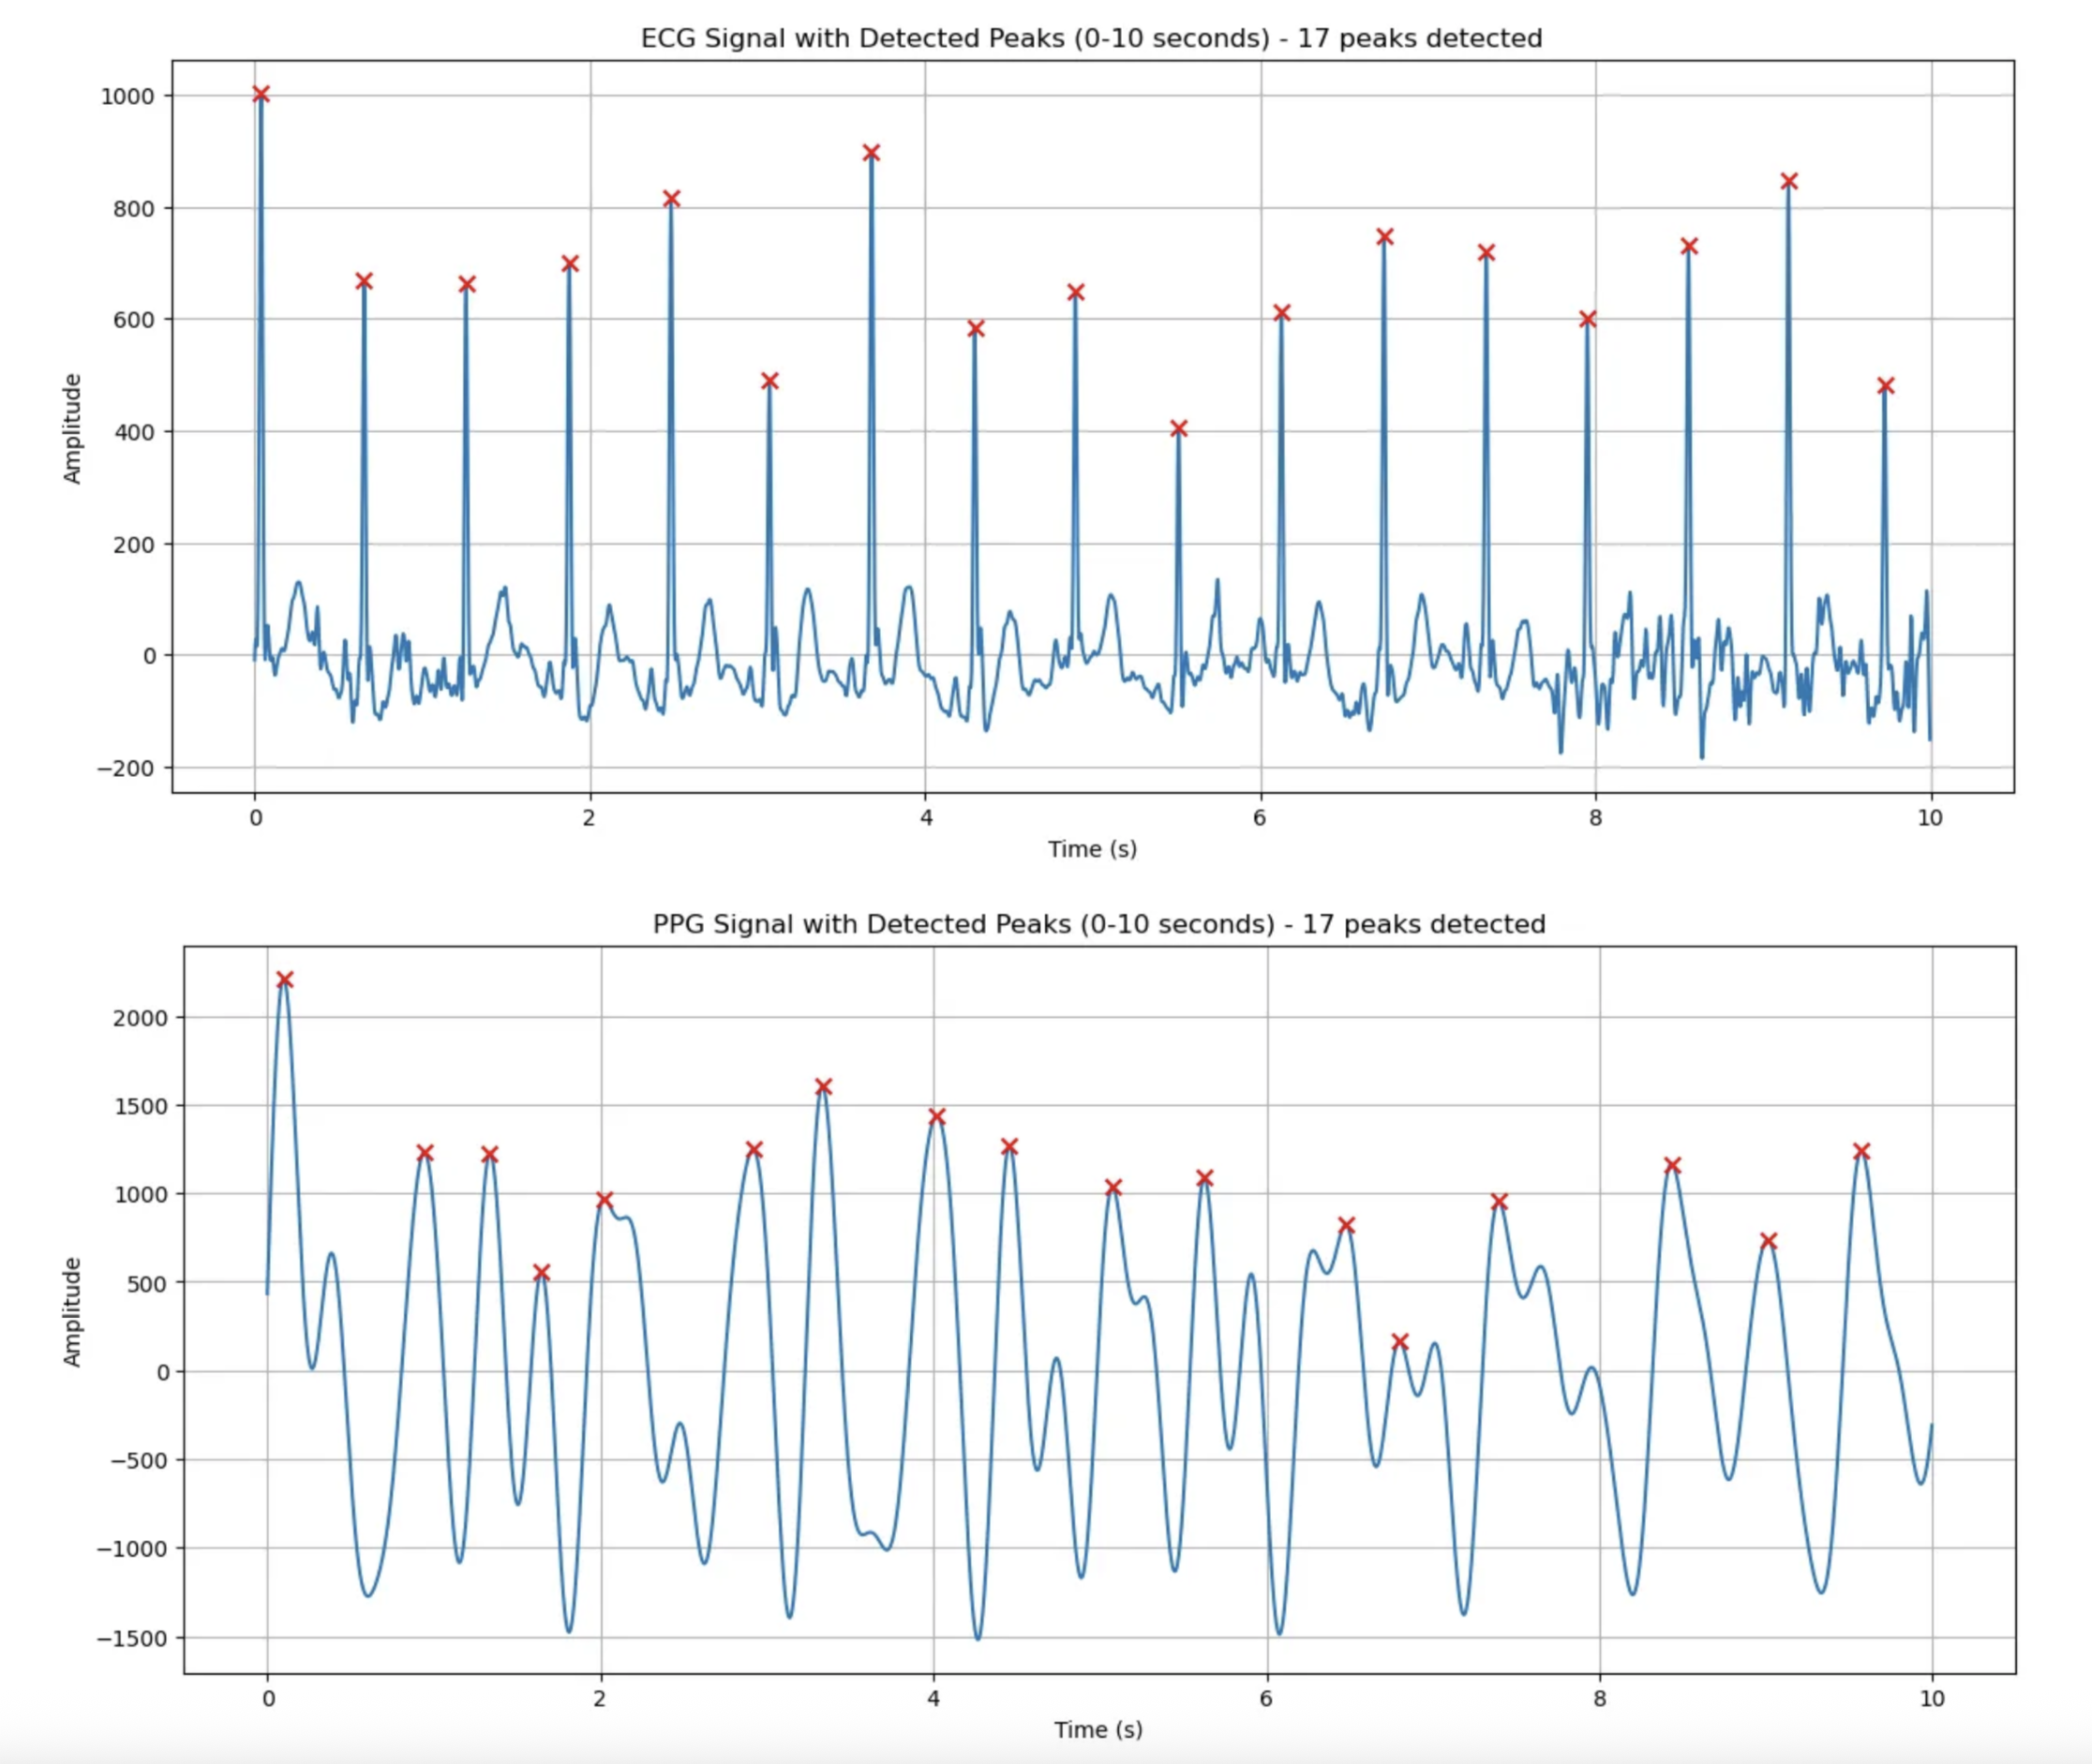 ECG Signal with Detected Peaks (0-10 seconds) - 17 peaks detected
1000
800
600
400
200
0
−200
Amplitude
0 2 4 6 8 10
Time (s)
PPG Signal with Detected Peaks (0-10 seconds) - 17 peaks detected
2000
1500
1000
500
0
−500
−1000
−1500
Amplitude
0 2 4 6 8 10
Time (s)